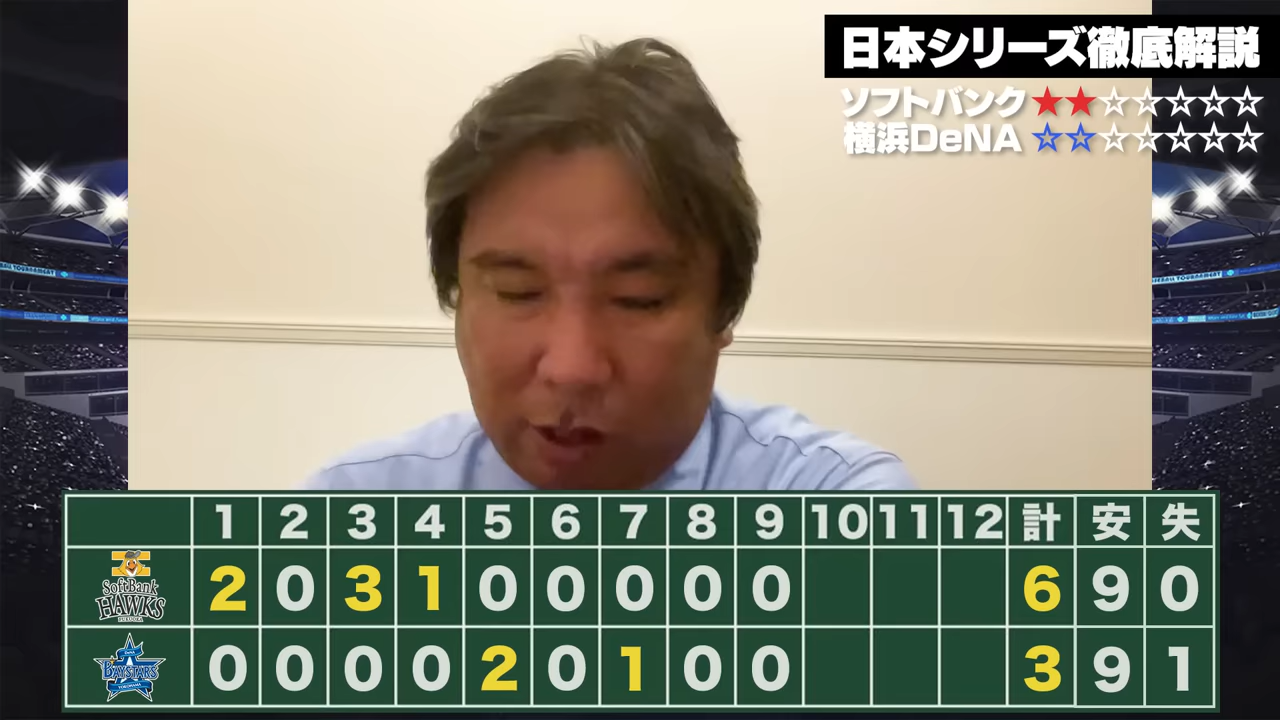 日本シリーズ徹底解説
ソフトバンク ★★☆☆☆☆☆
横浜DeNA ☆☆☆☆☆☆☆
1 2 3 4 5 6 7 8 9 10 11 12 計 安 失
SoftBank HAWKS 2 0 3 1 0 0 0 0 0 6 9 0
BAYSTARS 0 0 0 0 2 0 1 0 0 3 9 1